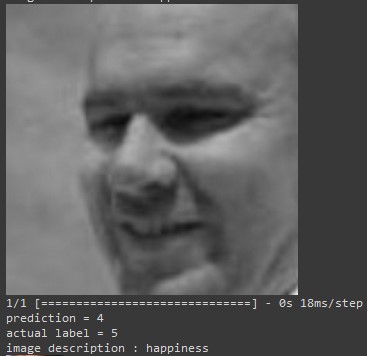 1/1 [==============================] - 0s 18ms/step
prediction = 4
actual label = 5
image description : happiness